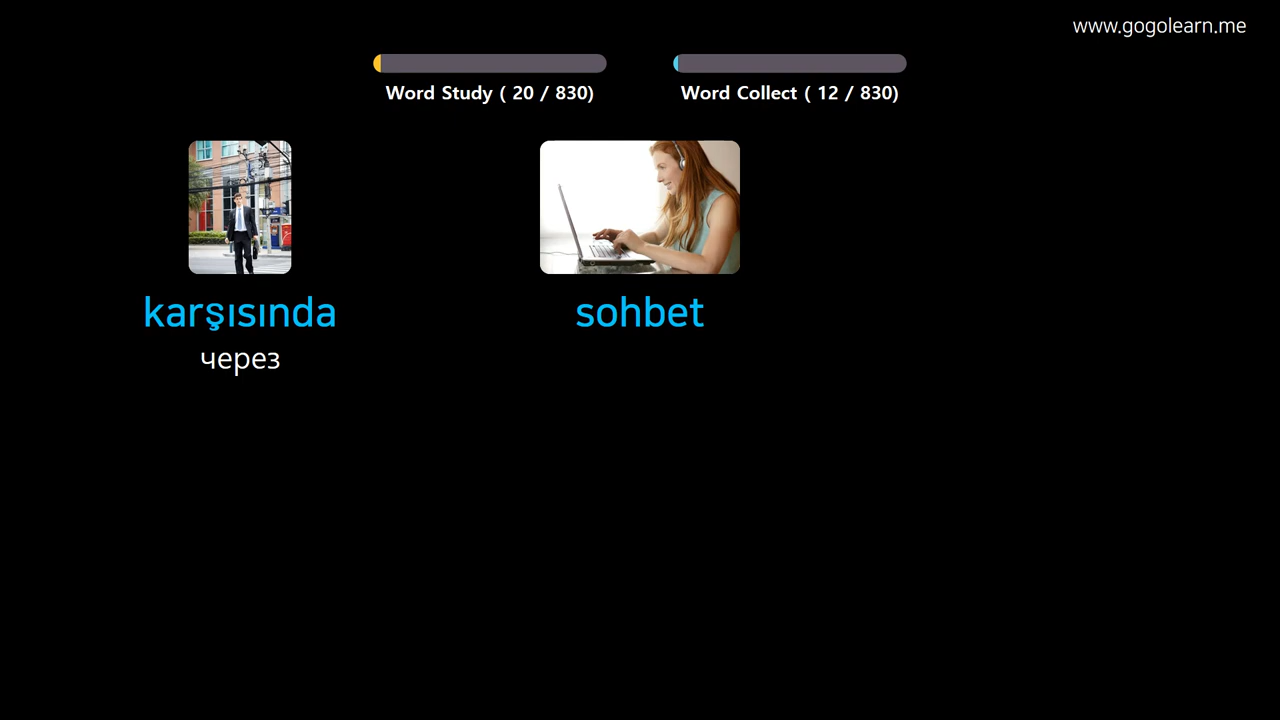 www.gogolearn.me
Word Study ( 20 / 830)
Word Collect ( 12 / 830)
karşısında
sohbet
через